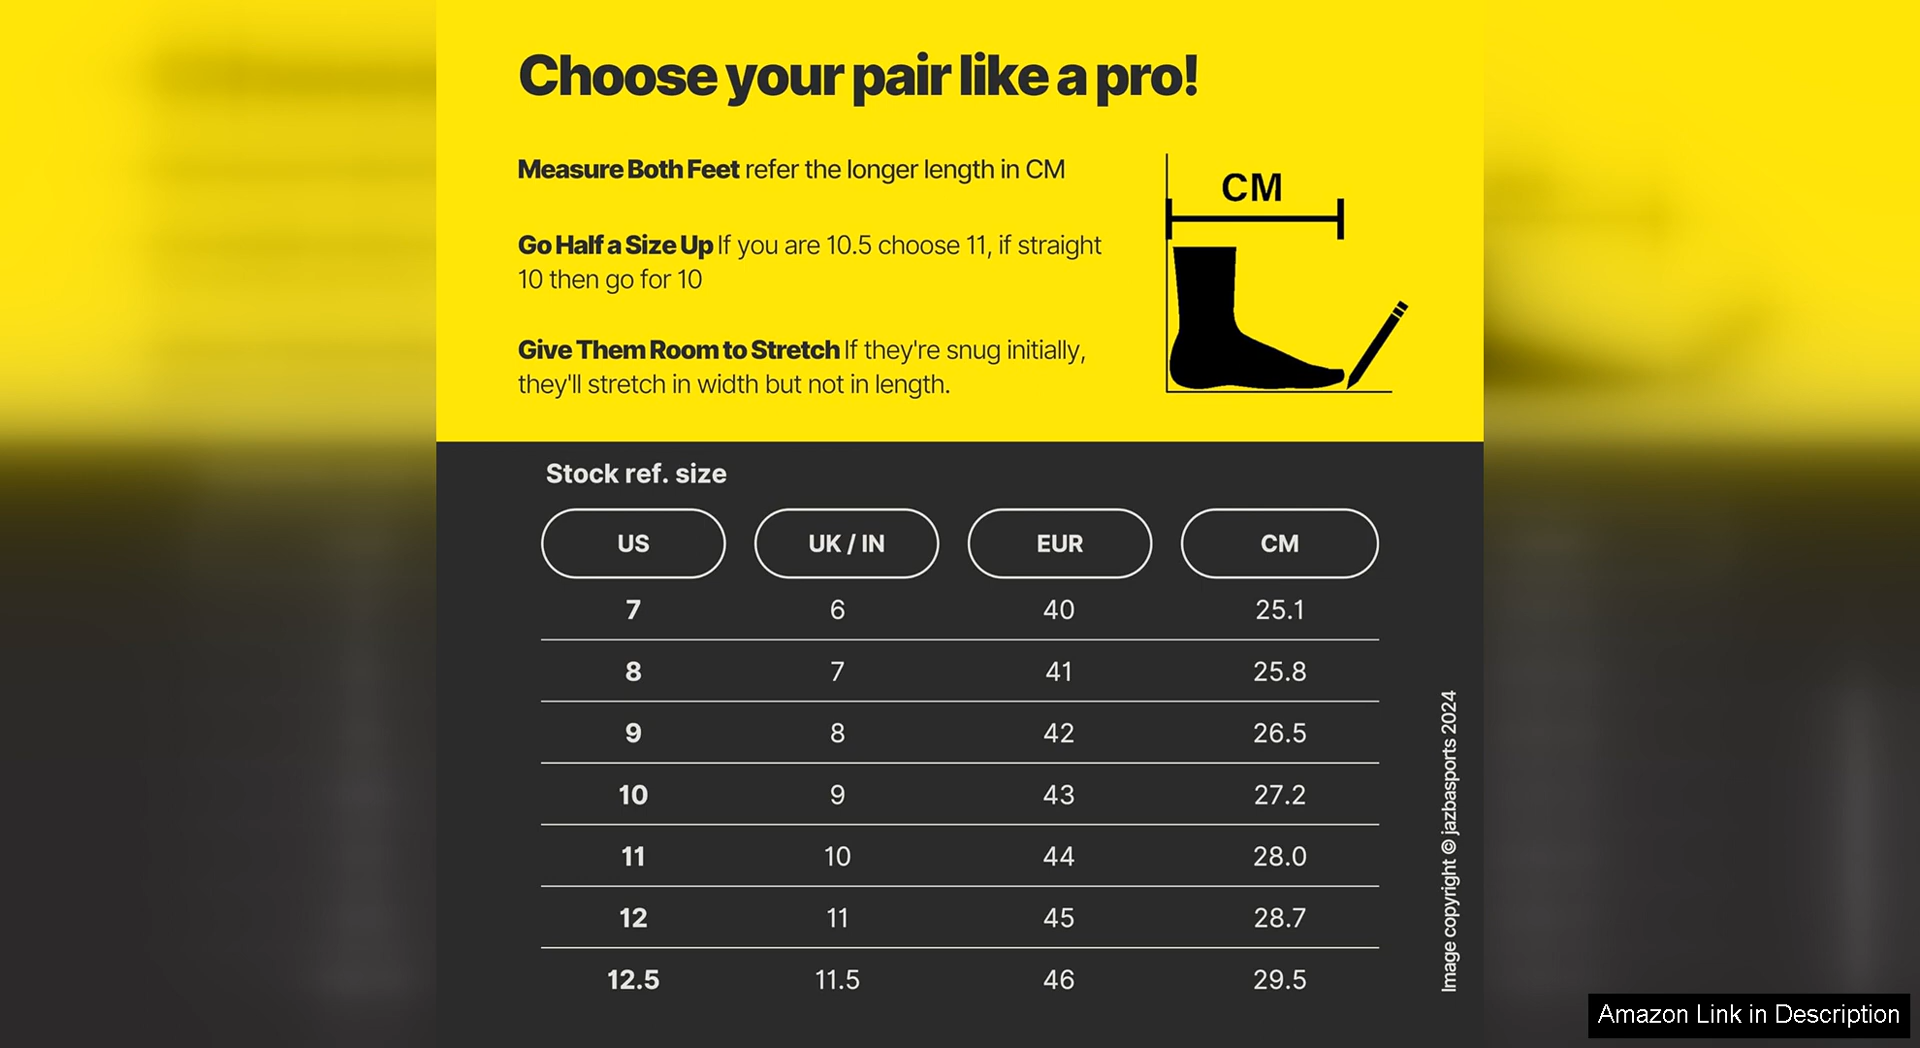 Choose your pair like a pro!
Measure Both Feet refer the longer length in CM
Go Half a Size Up If you are 10.5 choose 11, if straight
10 then go for 10
Give Them Room to Stretch If they're snug initially,
they'll stretch in width but not in length.
CM
Stock ref. size
US UK / IN EUR CM
7 6 40 25.1
8 7 41 25.8
9 8 42 26.5
10 9 43 27.2
11 10 44 28.0
12 11 45 28.7
12.5 11.5 46 29.5
Image copyright © jazbasports 2024
Amazon Link in Description